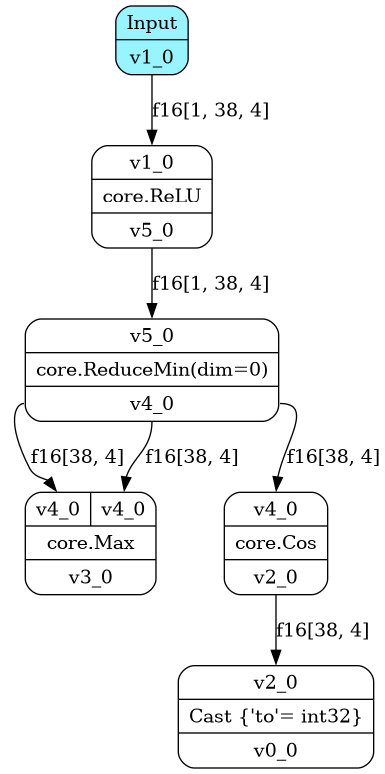 Input
v1_0
f16[1, 38, 4]
v1_0
core.ReLU
v5_0
f16[1, 38, 4]
v5_0
core.ReduceMin(dim=0)
v4_0
f16[38, 4] f16[38, 4] f16[38, 4]
v4_0 v4_0 v4_0
core.Max core.Cos
v3_0 v2_0
f16[38, 4]
v2_0
Cast {'to'= int32}
v0_0